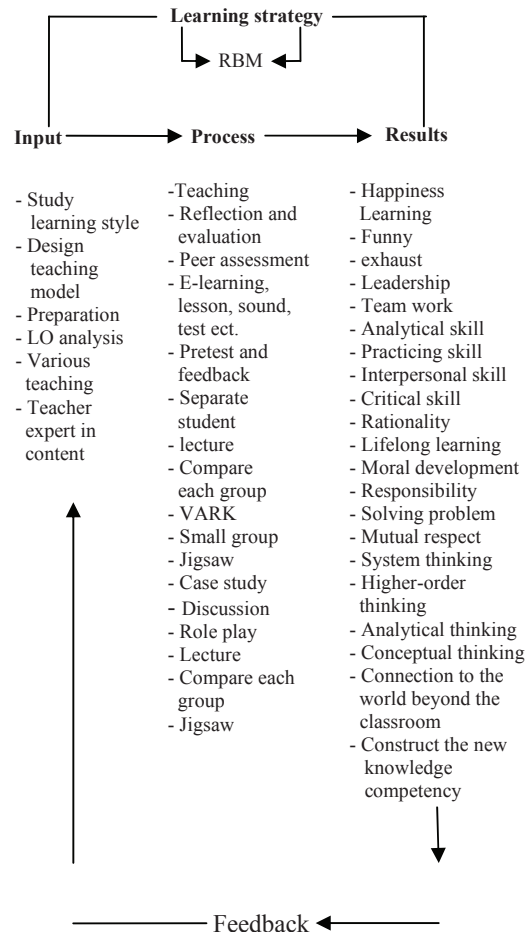 Learning strategy
RBM
Input
Process
Results
- Study
learning style
- Design
teaching
model
- Preparation
- LO analysis
- Various
teaching
- Teacher
expert in
content
-Teaching
- Reflection and
evaluation
- Peer assessment
- E-learning,
lesson, sound,
test ect.
- Pretest and
feedback
- Separate
student
- lecture
- Compare
each group
- VARK
- Small group
- Jigsaw
- Case study
- Discussion
- Role play
- Lecture
- Compare each
group
- Jigsaw
- Happiness
Learning
- Funny
- exhaust
- Leadership
- Team work
- Analytical skill
- Practicing skill
- Interpersonal skill
- Critical skill
- Rationality
- Lifelong learning
- Moral development
- Responsibility
- Solving problem
- Mutual respect
- System thinking
- Higher-order
thinking
- Analytical thinking
- Conceptual thinking
- Connection to the
world beyond the
classroom
- Construct the new
knowledge
competency
Feedback